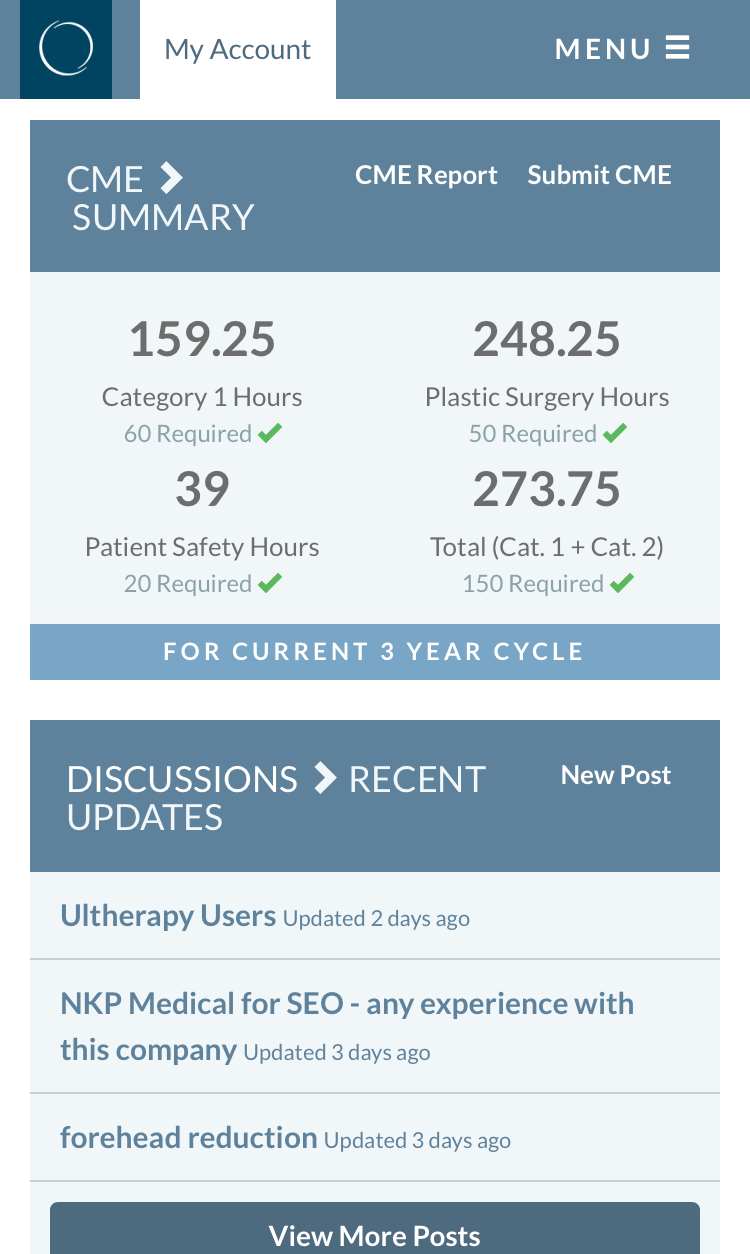 My Account
MENU
CME
SUMMARY
CME Report
Submit CME
159.25
Category 1 Hours
60 Required
248.25
Plastic Surgery Hours
50 Required
39
Patient Safety Hours
20 Required
273.75
Total (Cat. 1 + Cat. 2)
150 Required
FOR CURRENT 3 YEAR CYCLE
DISCUSSIONS RECENT
UPDATES
New Post
Ultherapy Users Updated 2 days ago
NKP Medical for SEO - any experience with
this company Updated 3 days ago
forehead reduction Updated 3 days ago
View More Posts